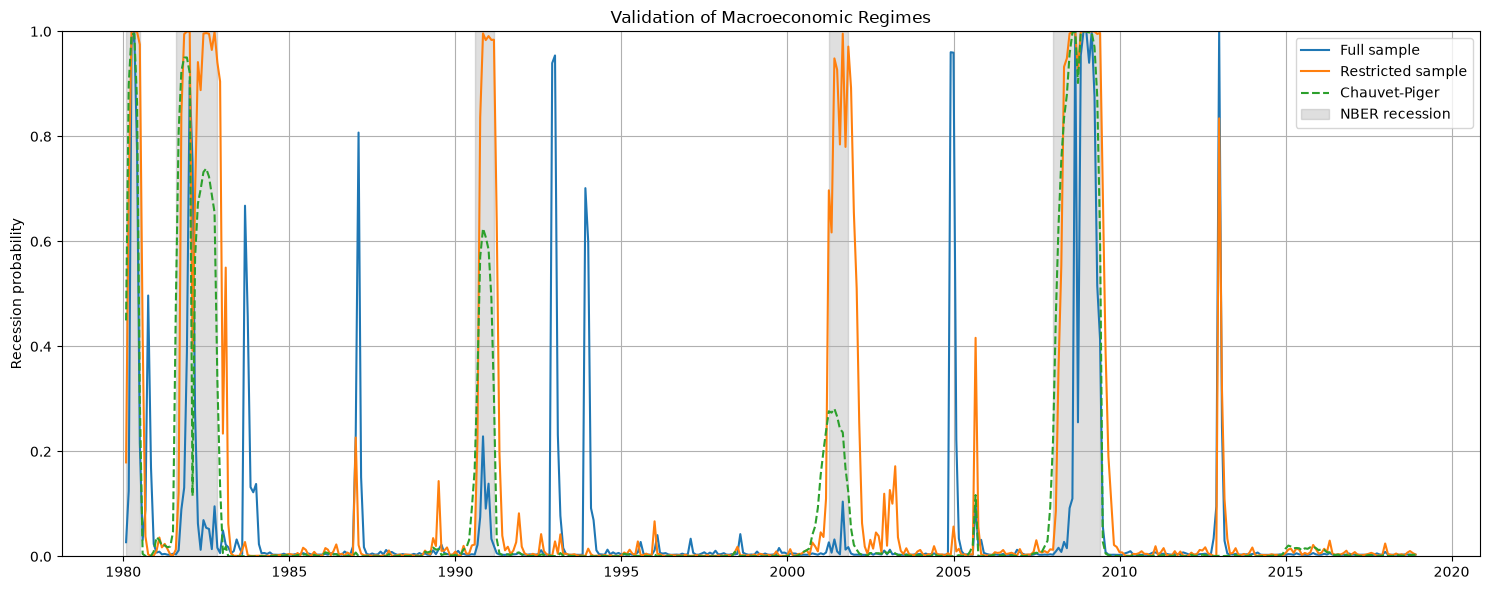 Validation of Macroeconomic Regimes
Recession probability
1.0
0.8
0.6
0.4
0.2
0.0
Full sample
Restricted sample
Chauvet-Piger
NBER recession
1980 1985 1990 1995 2000 2005 2010 2015 2020